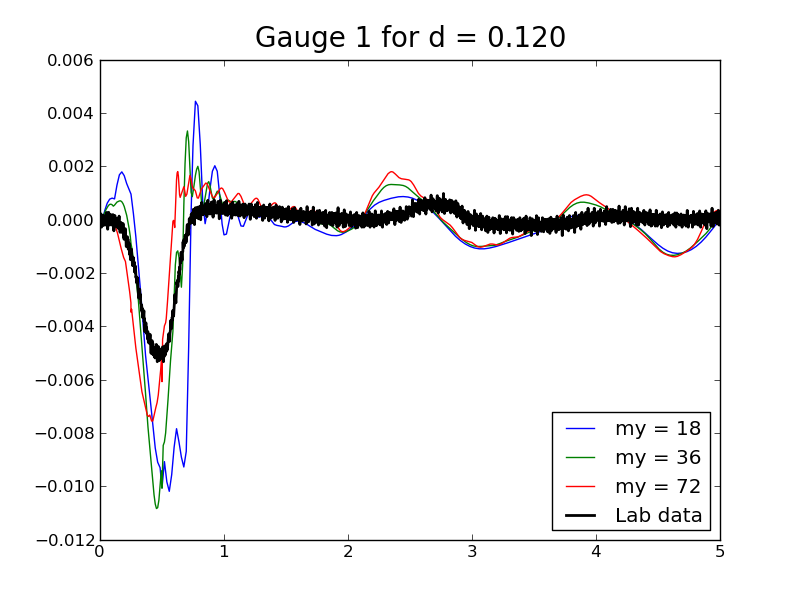 Gauge 1 for d = 0.120
0.006
0.004
0.002
0.000
−0.002
−0.004
−0.006
−0.008
−0.010
−0.012
0 1 2 3 4 5
my = 18
my = 36
my = 72
Lab data